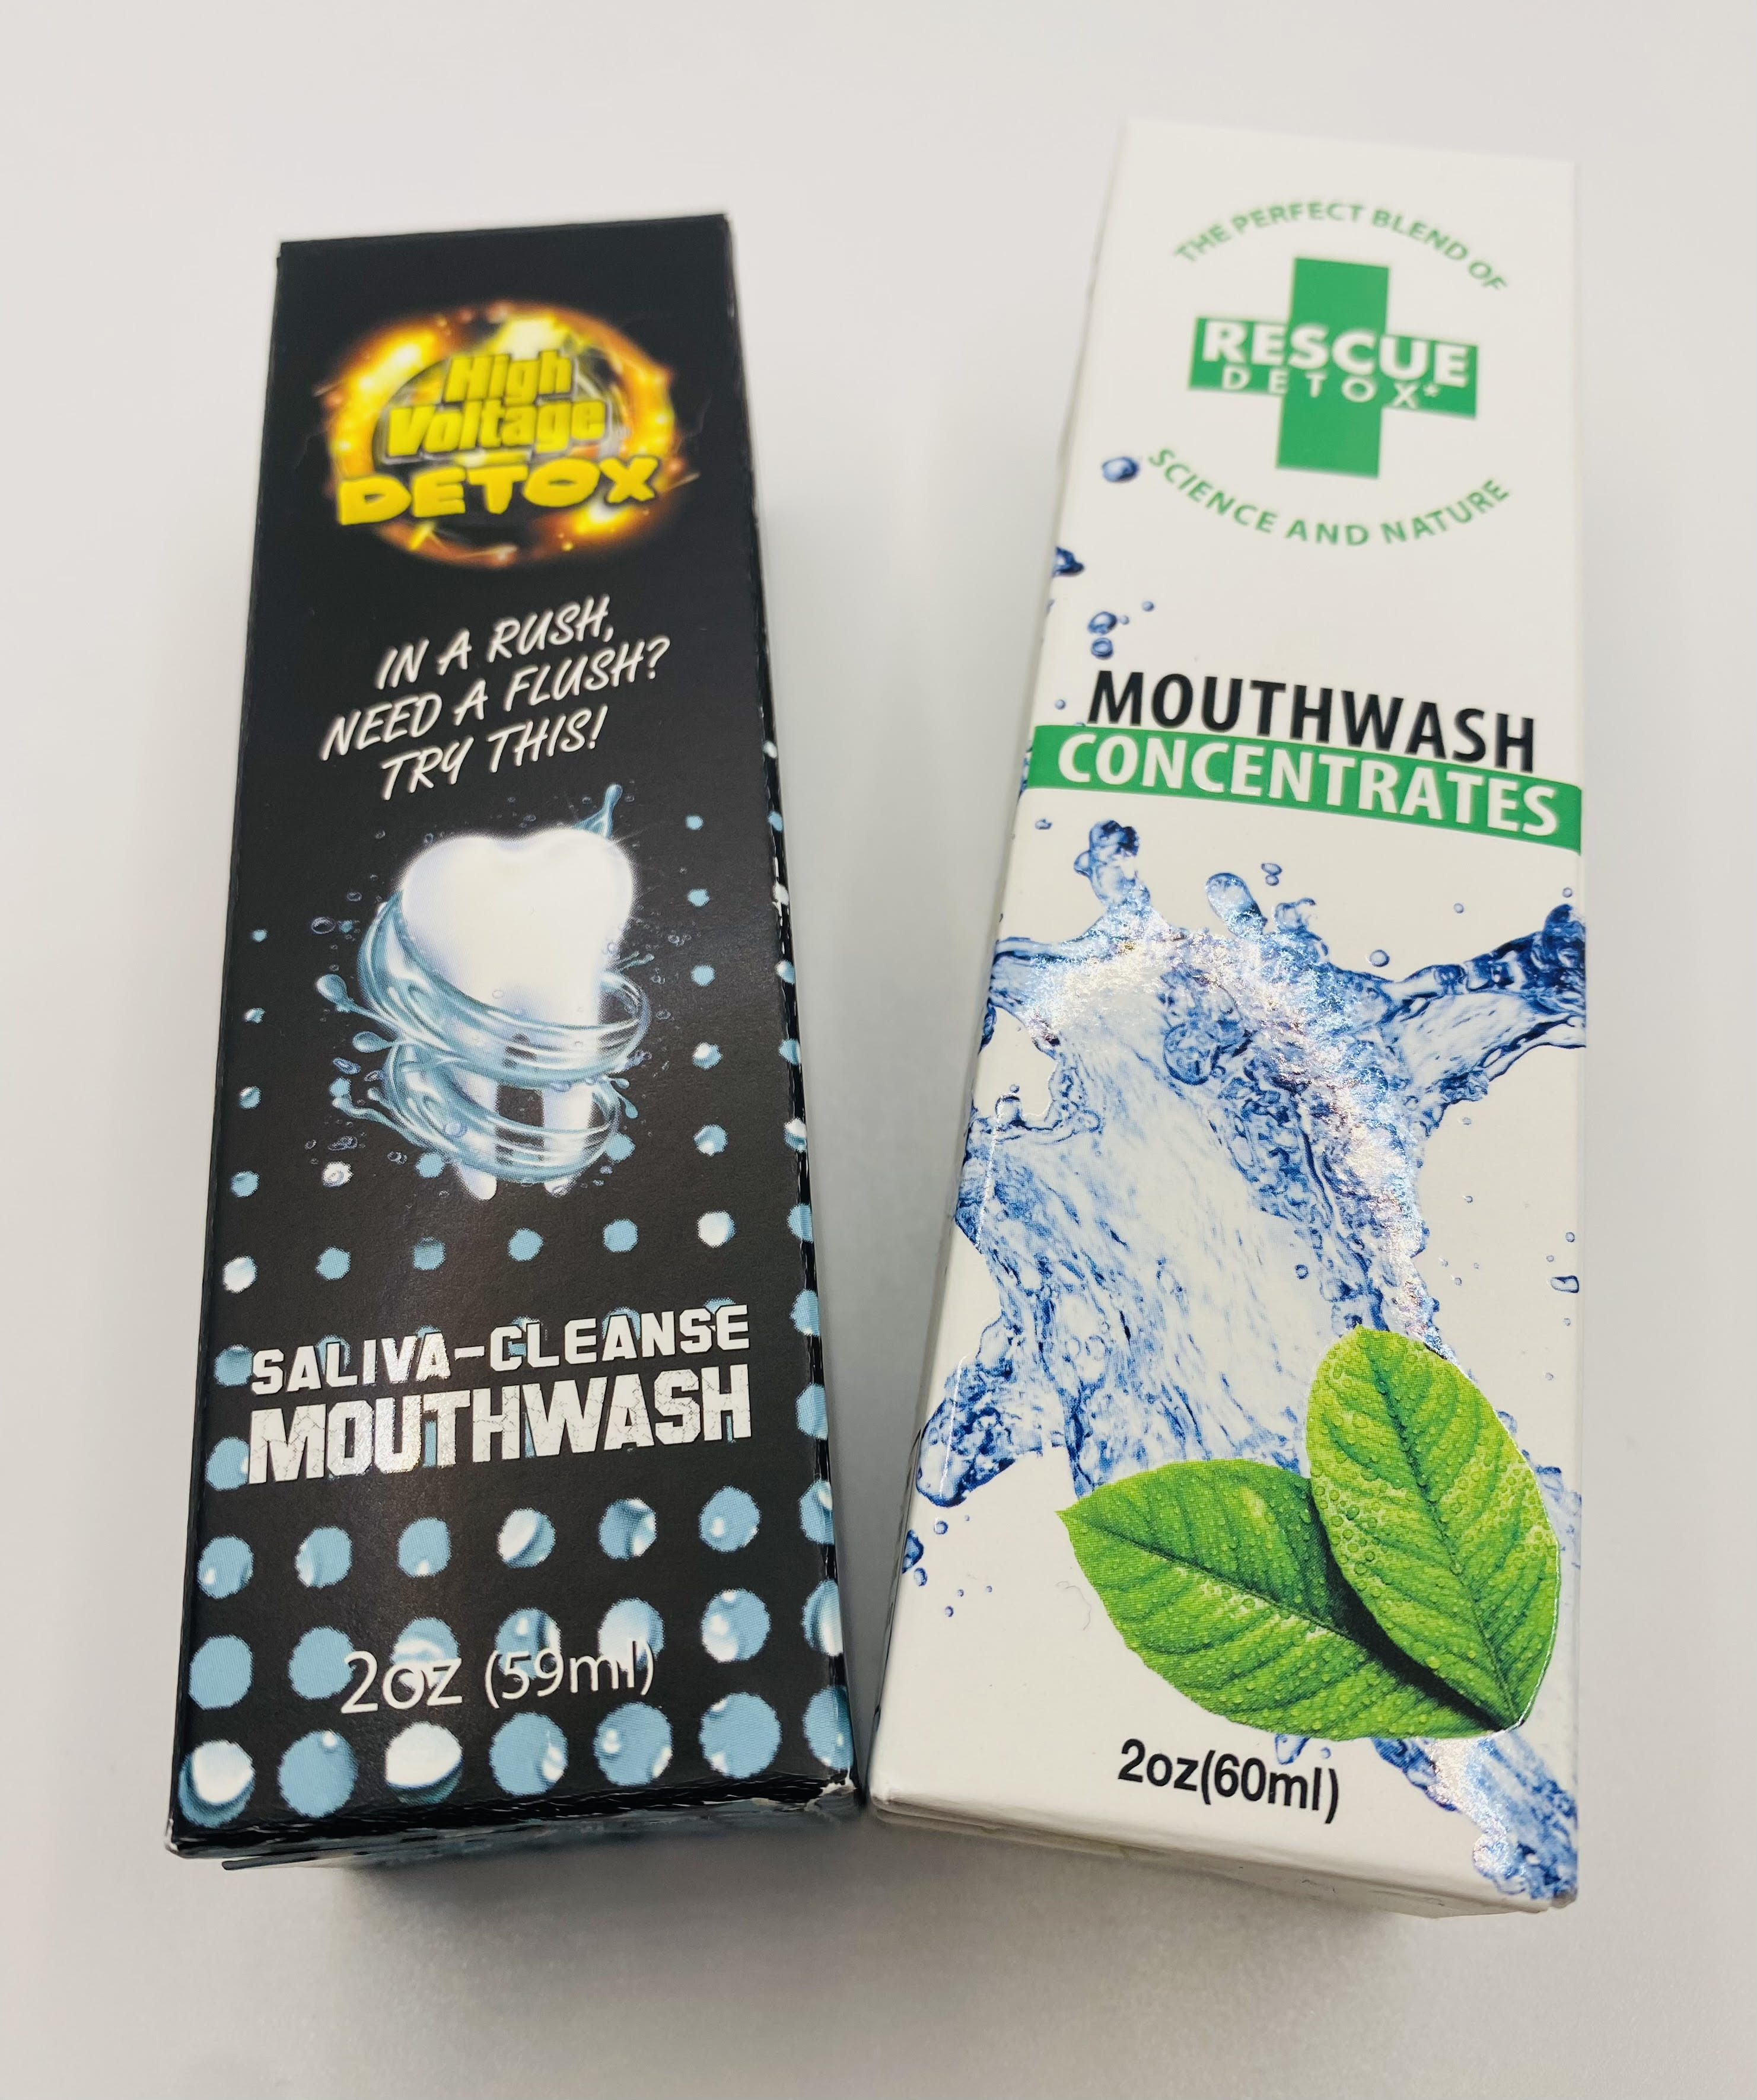 High
Voltage
DETOX
IN A RUSH,
NEED A FLUSH?
TRY THIS!
SALIVA-CLEANSE
MOUTHWASH
2oz (59ml)
THE PERFECT BLEND OF
RESCUE
DETOX*
SCIENCE AND NATURE
MOUTHWASH
CONCENTRATES
2oz(60ml)